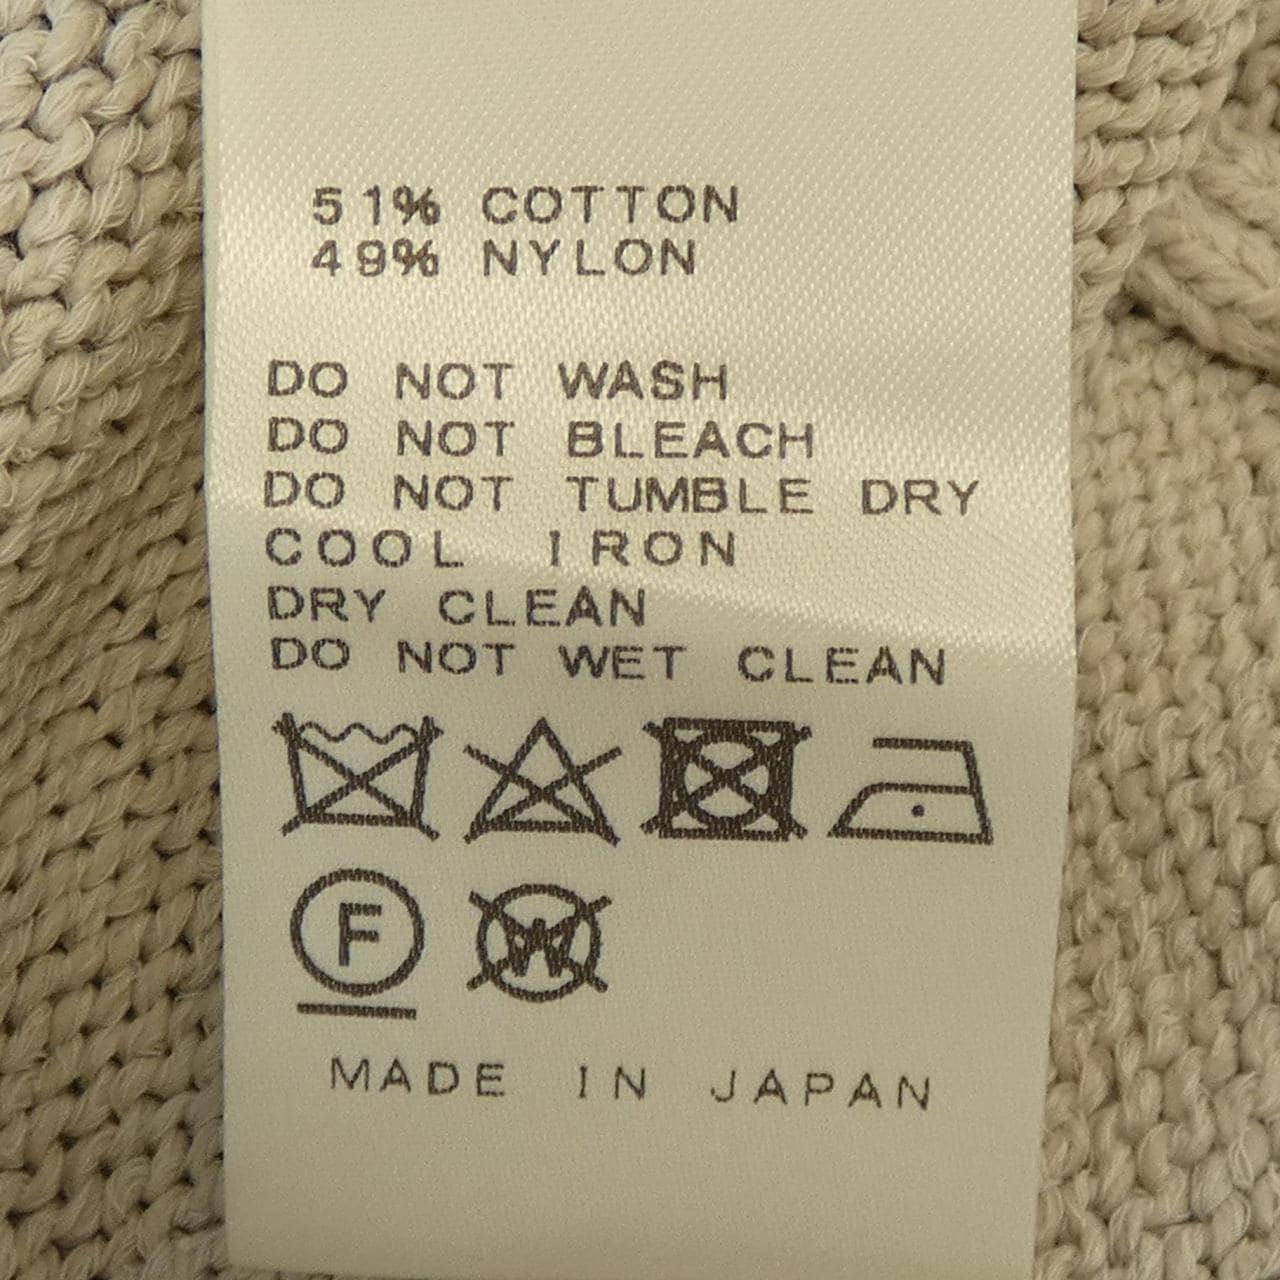 51% COTTON
49% NYLON
DO NOT WASH
DO NOT BLEACH
DO NOT TUMBLE DRY
COOL IRON
DRY CLEAN
DO NOT WET CLEAN
F W
MADE IN JAPAN